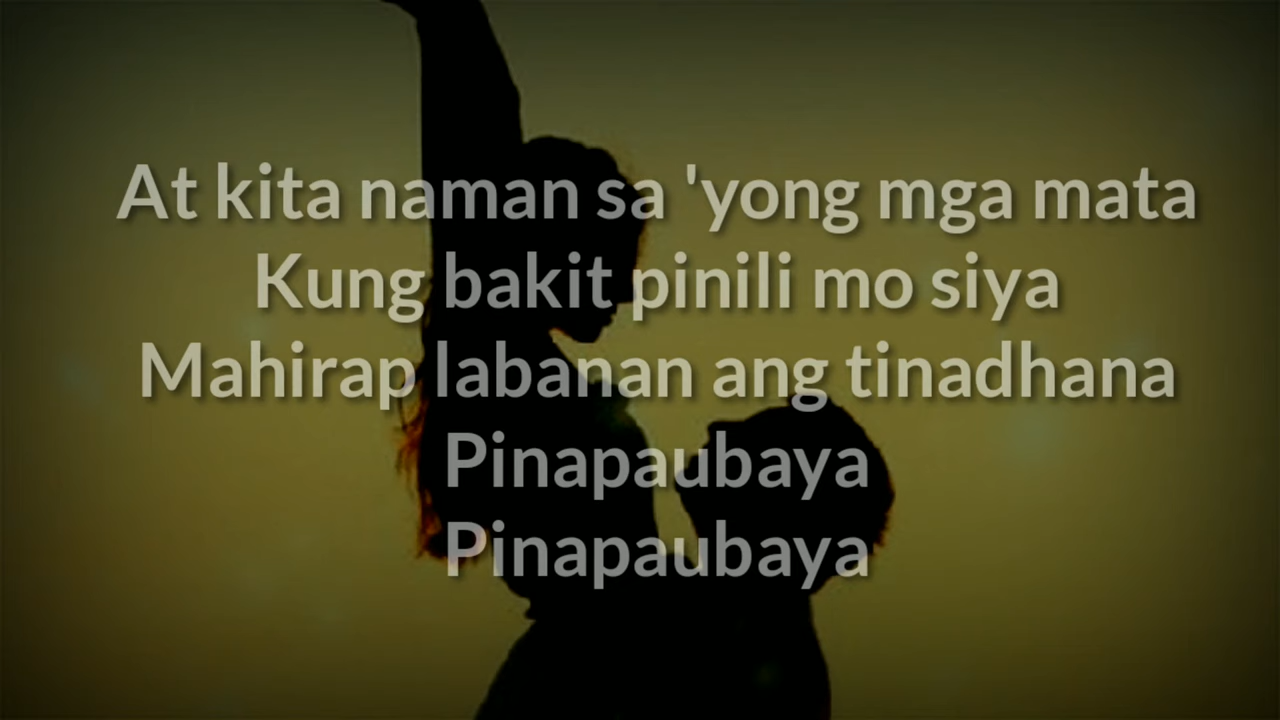 At kita naman sa 'yong mga mata
Kung bakit pinili mo siya
Mahirap labanan ang tinadhana
Pinapaubaya
Pinapaubaya